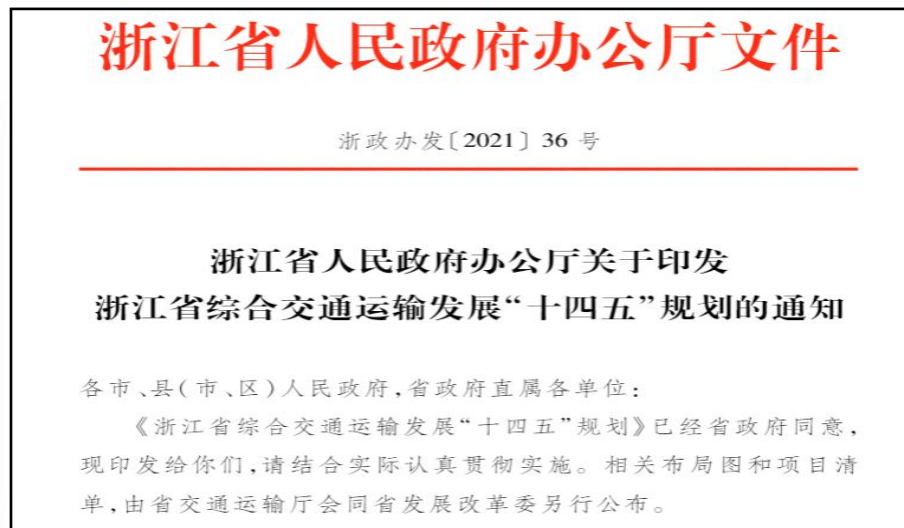 浙江省人民政府办公厅文件
浙政办发〔2021〕36 号
浙江省人民政府办公厅关于印发
浙江省综合交通运输发展“十四五”规划的通知
各市、县(市、区)人民政府,省政府直属各单位:
《浙江省综合交通运输发展“十四五”规划》已经省政府同意,
现印发给你们,请结合实际认真贯彻实施。相关布局图和项目清
单,由省交通运输厅会同省发展改革委另行公布。